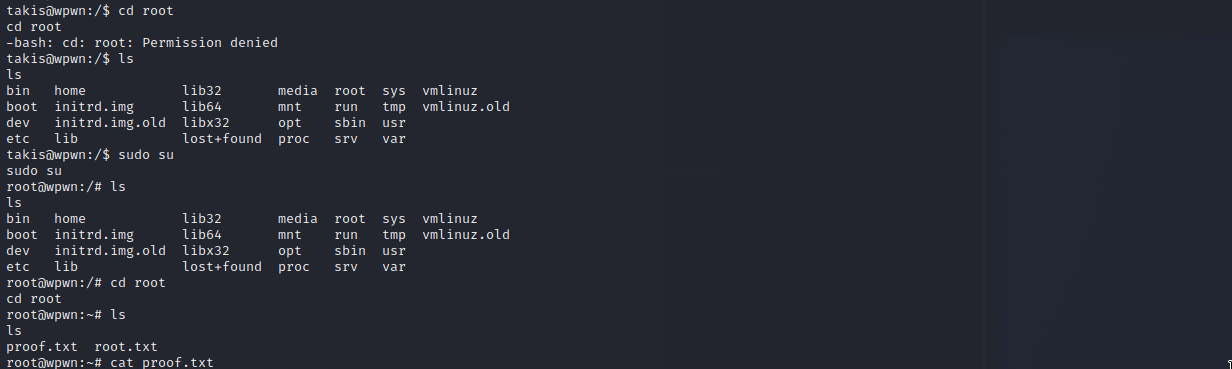 takis@wpwn:/$ cd root
cd root
-bash: cd: root: Permission denied
takis@wpwn:/$ ls
ls
bin   home            lib32       media  root  sys  vmlinuz
boot  initrd.img      lib64       mnt    run   tmp  vmlinuz.old
dev   initrd.img.old  libx32      opt    sbin  usr
etc   lib             lost+found  proc   srv   var
takis@wpwn:/$ sudo su
sudo su
root@wpwn:/# ls
ls
bin   home            lib32       media  root  sys  vmlinuz
boot  initrd.img      lib64       mnt    run   tmp  vmlinuz.old
dev   initrd.img.old  libx32      opt    sbin  usr
etc   lib             lost+found  proc   srv   var
root@wpwn:/# cd root
cd root
root@wpwn:~# ls
ls
proof.txt  root.txt
root@wpwn:~# cat proof.txt